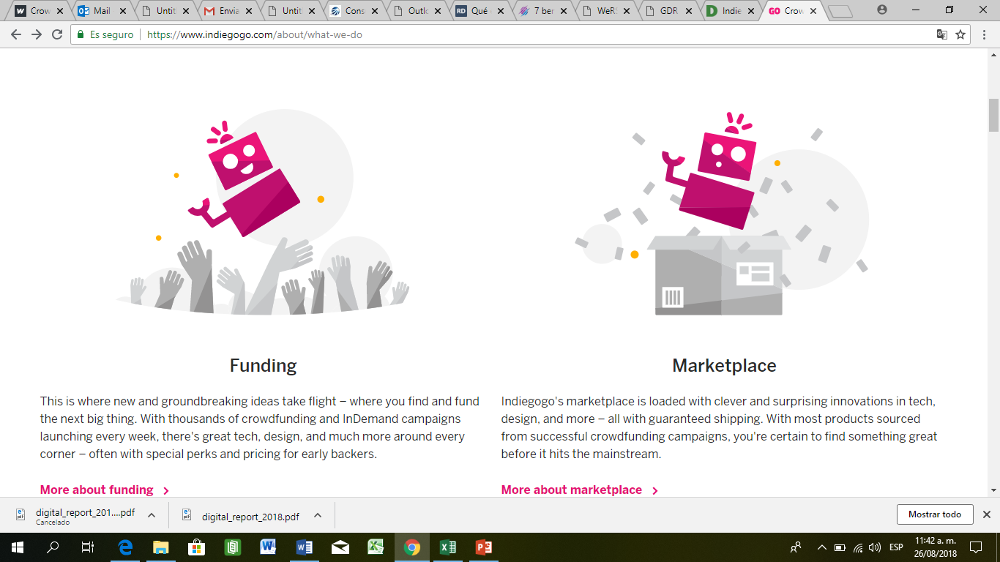 Crow
Mail
Untit
Envia
Untit
Cons
Outlo
RD Qué
7 ber
WeRS
GDR
Indie
GO Crow
Es seguro https://www.indiegogo.com/about/what-we-do
Funding
This is where new and groundbreaking ideas take flight – where you find and fund
the next big thing. With thousands of crowdfunding and InDemand campaigns
launching every week, there's great tech, design, and much more around every
corner – often with special perks and pricing for early backers.
More about funding
Marketplace
Indiegogo's marketplace is loaded with clever and surprising innovations in tech,
design, and more – all with guaranteed shipping. With most products sourced
from successful crowdfunding campaigns, you're certain to find something great
before it hits the mainstream.
More about marketplace
digital_report_201....pdf
Cancelado
digital_report_2018.pdf
Mostrar todo
ESP
11:42 a. m.
26/08/2018